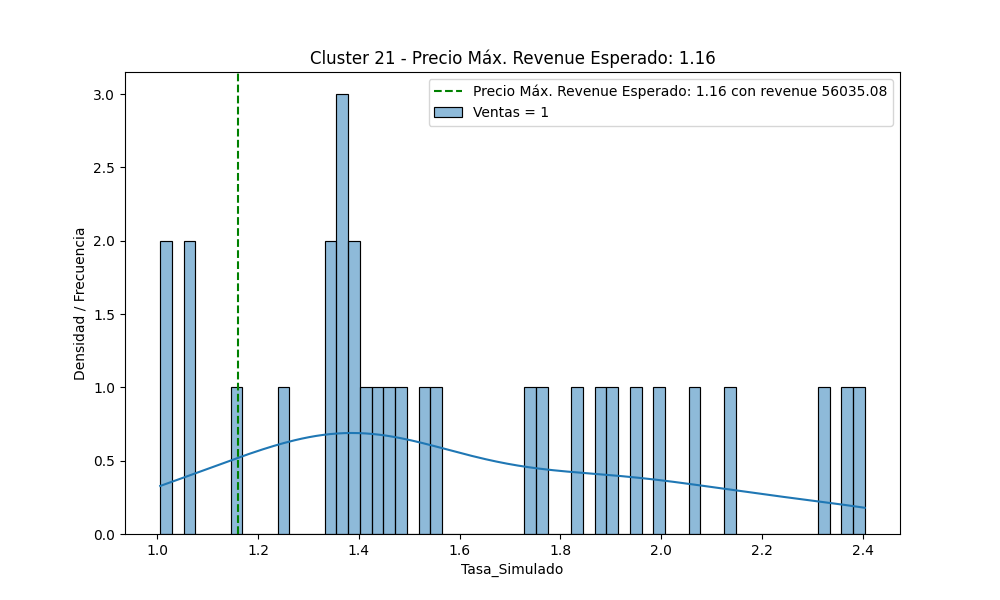 Cluster 21 - Precio Máx. Revenue Esperado: 1.16
Precio Máx. Revenue Esperado: 1.16 con revenue 56035.08
Ventas = 1
Densidad / Frecuencia
3.0
2.5
2.0
1.5
1.0
0.5
0.0
1.0 1.2 1.4 1.6 1.8 2.0 2.2 2.4
Tasa_Simulado